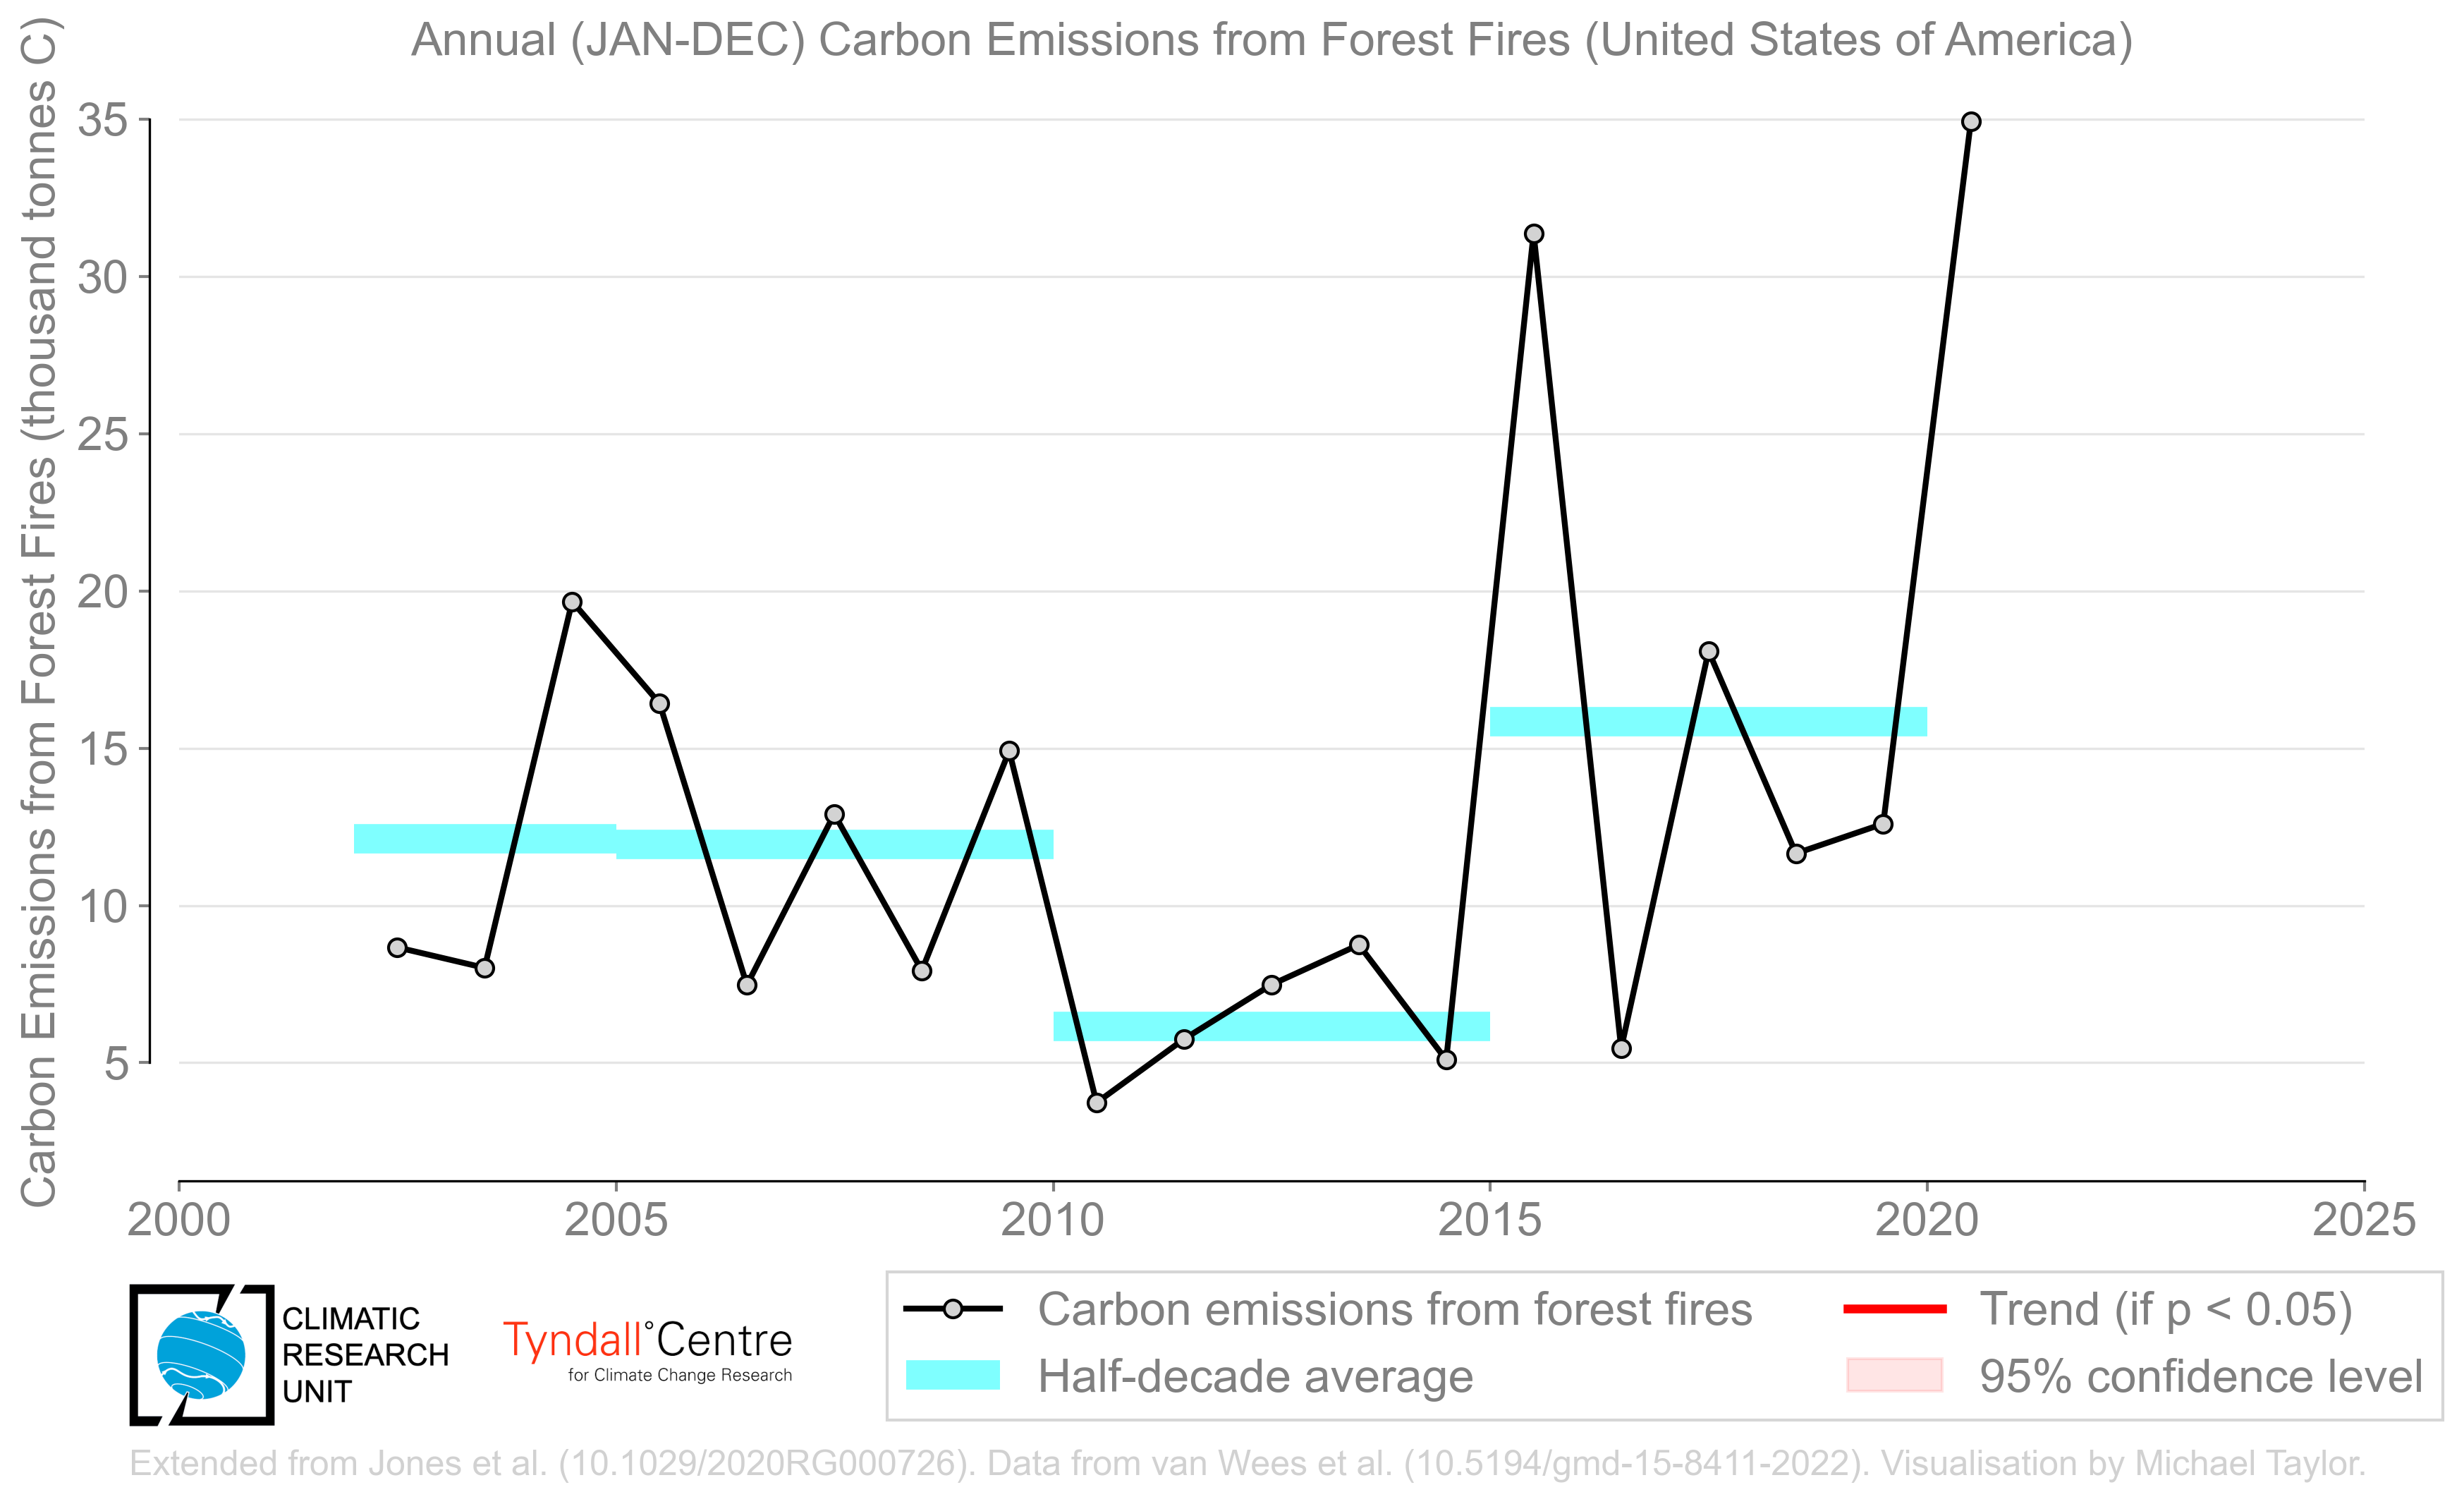 Annual (JAN-DEC) Carbon Emissions from Forest Fires (United States of America)
Carbon Emissions from Forest Fires (thousand tonnes C)
35
30
25
20
15
10
5
2000 2005 2010 2015 2020 2025
CLIMATIC
RESEARCH
UNIT
Tyndall°Centre
for Climate Change Research
Carbon emissions from forest fires
Half-decade average
Trend (if p < 0.05)
95% confidence level
Extended from Jones et al. (10.1029/2020RG000726). Data from van Wees et al. (10.5194/gmd-15-8411-2022). Visualisation by Michael Taylor.